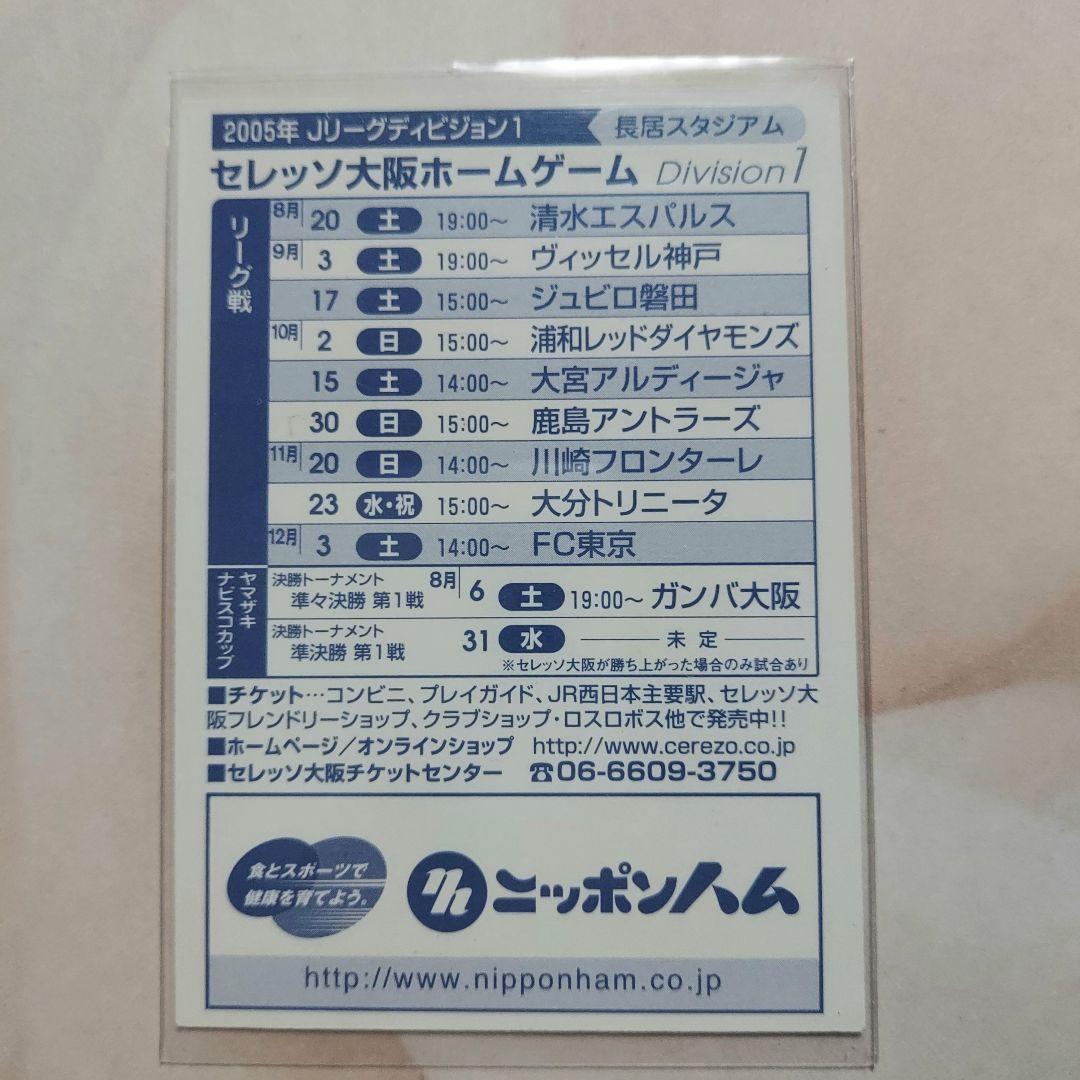 2005年 Jリーグディビジョン1 長居スタジアム
セレッソ大阪ホームゲーム Division 1
リーグ戦
8月 20 土 19:00～ 清水エスパルス
9月 3 土 19:00～ ヴィッセル神戸
17 土 15:00～ ジュビロ磐田
10月 2 日 15:00～ 浦和レッドダイヤモンズ
15 土 14:00～ 大宮アルディージャ
30 日 15:00～ 鹿島アントラーズ
11月 20 日 14:00～ 川崎フロンターレ
23 水・祝 15:00～ 大分トリニータ
12月 3 土 14:00～ FC東京
ヤマザキ
ナビスコカップ
決勝トーナメント
準々決勝 第1戦 8月 6 土 19:00～ ガンバ大阪
決勝トーナメント
準決勝 第1戦 31 水 未定
※セレッソ大阪が勝ち上がった場合のみ試合あり
■チケット…コンビニ、プレイガイド、JR西日本主要駅、セレッソ大
阪フレンドリーショップ、クラブショップ・ロスロボス他で発売中!!
■ホームページ／オンラインショップ http://www.cerezo.co.jp
■セレッソ大阪チケットセンター ☎06-6609-3750
食とスポーツで
健康を育てよう。
nh ニッポンハム
http://www.nipponham.co.jp